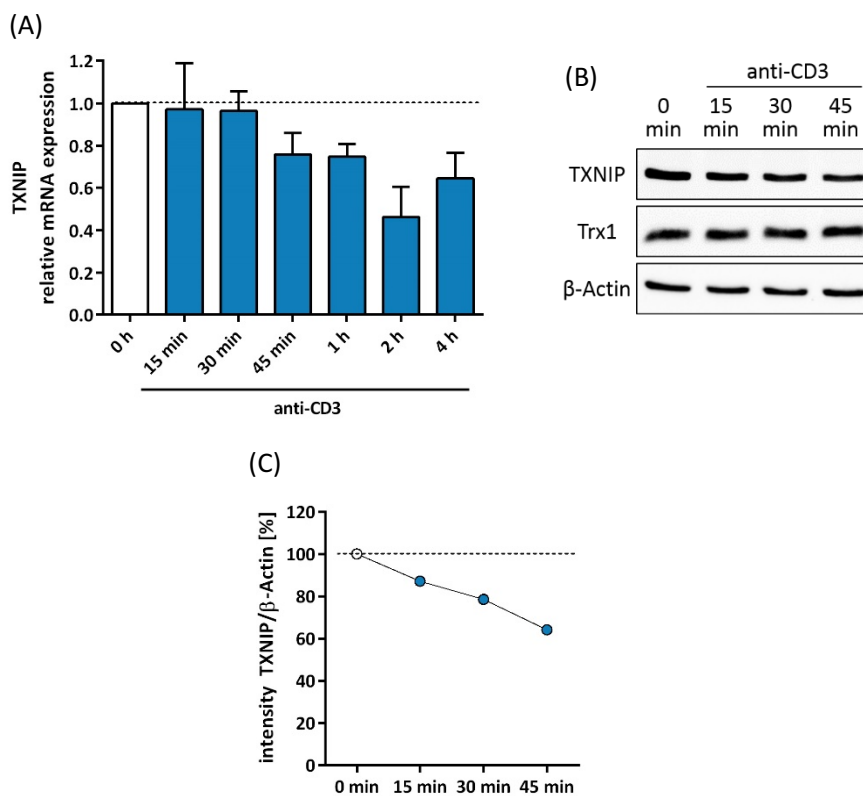 (A)
TXNIP
relative mRNA expression
1.2
1.0
0.8
0.6
0.4
0.2
0.0
0 h
15 min
30 min
45 min
1 h
2 h
4 h
anti-CD3
(B)
anti-CD3
0 15 30 45
min min min min
TXNIP
Trx1
β-Actin
(C)
intensity TXNIP/β-Actin [%]
120
100
80
60
40
20
0
0 min 15 min 30 min 45 min